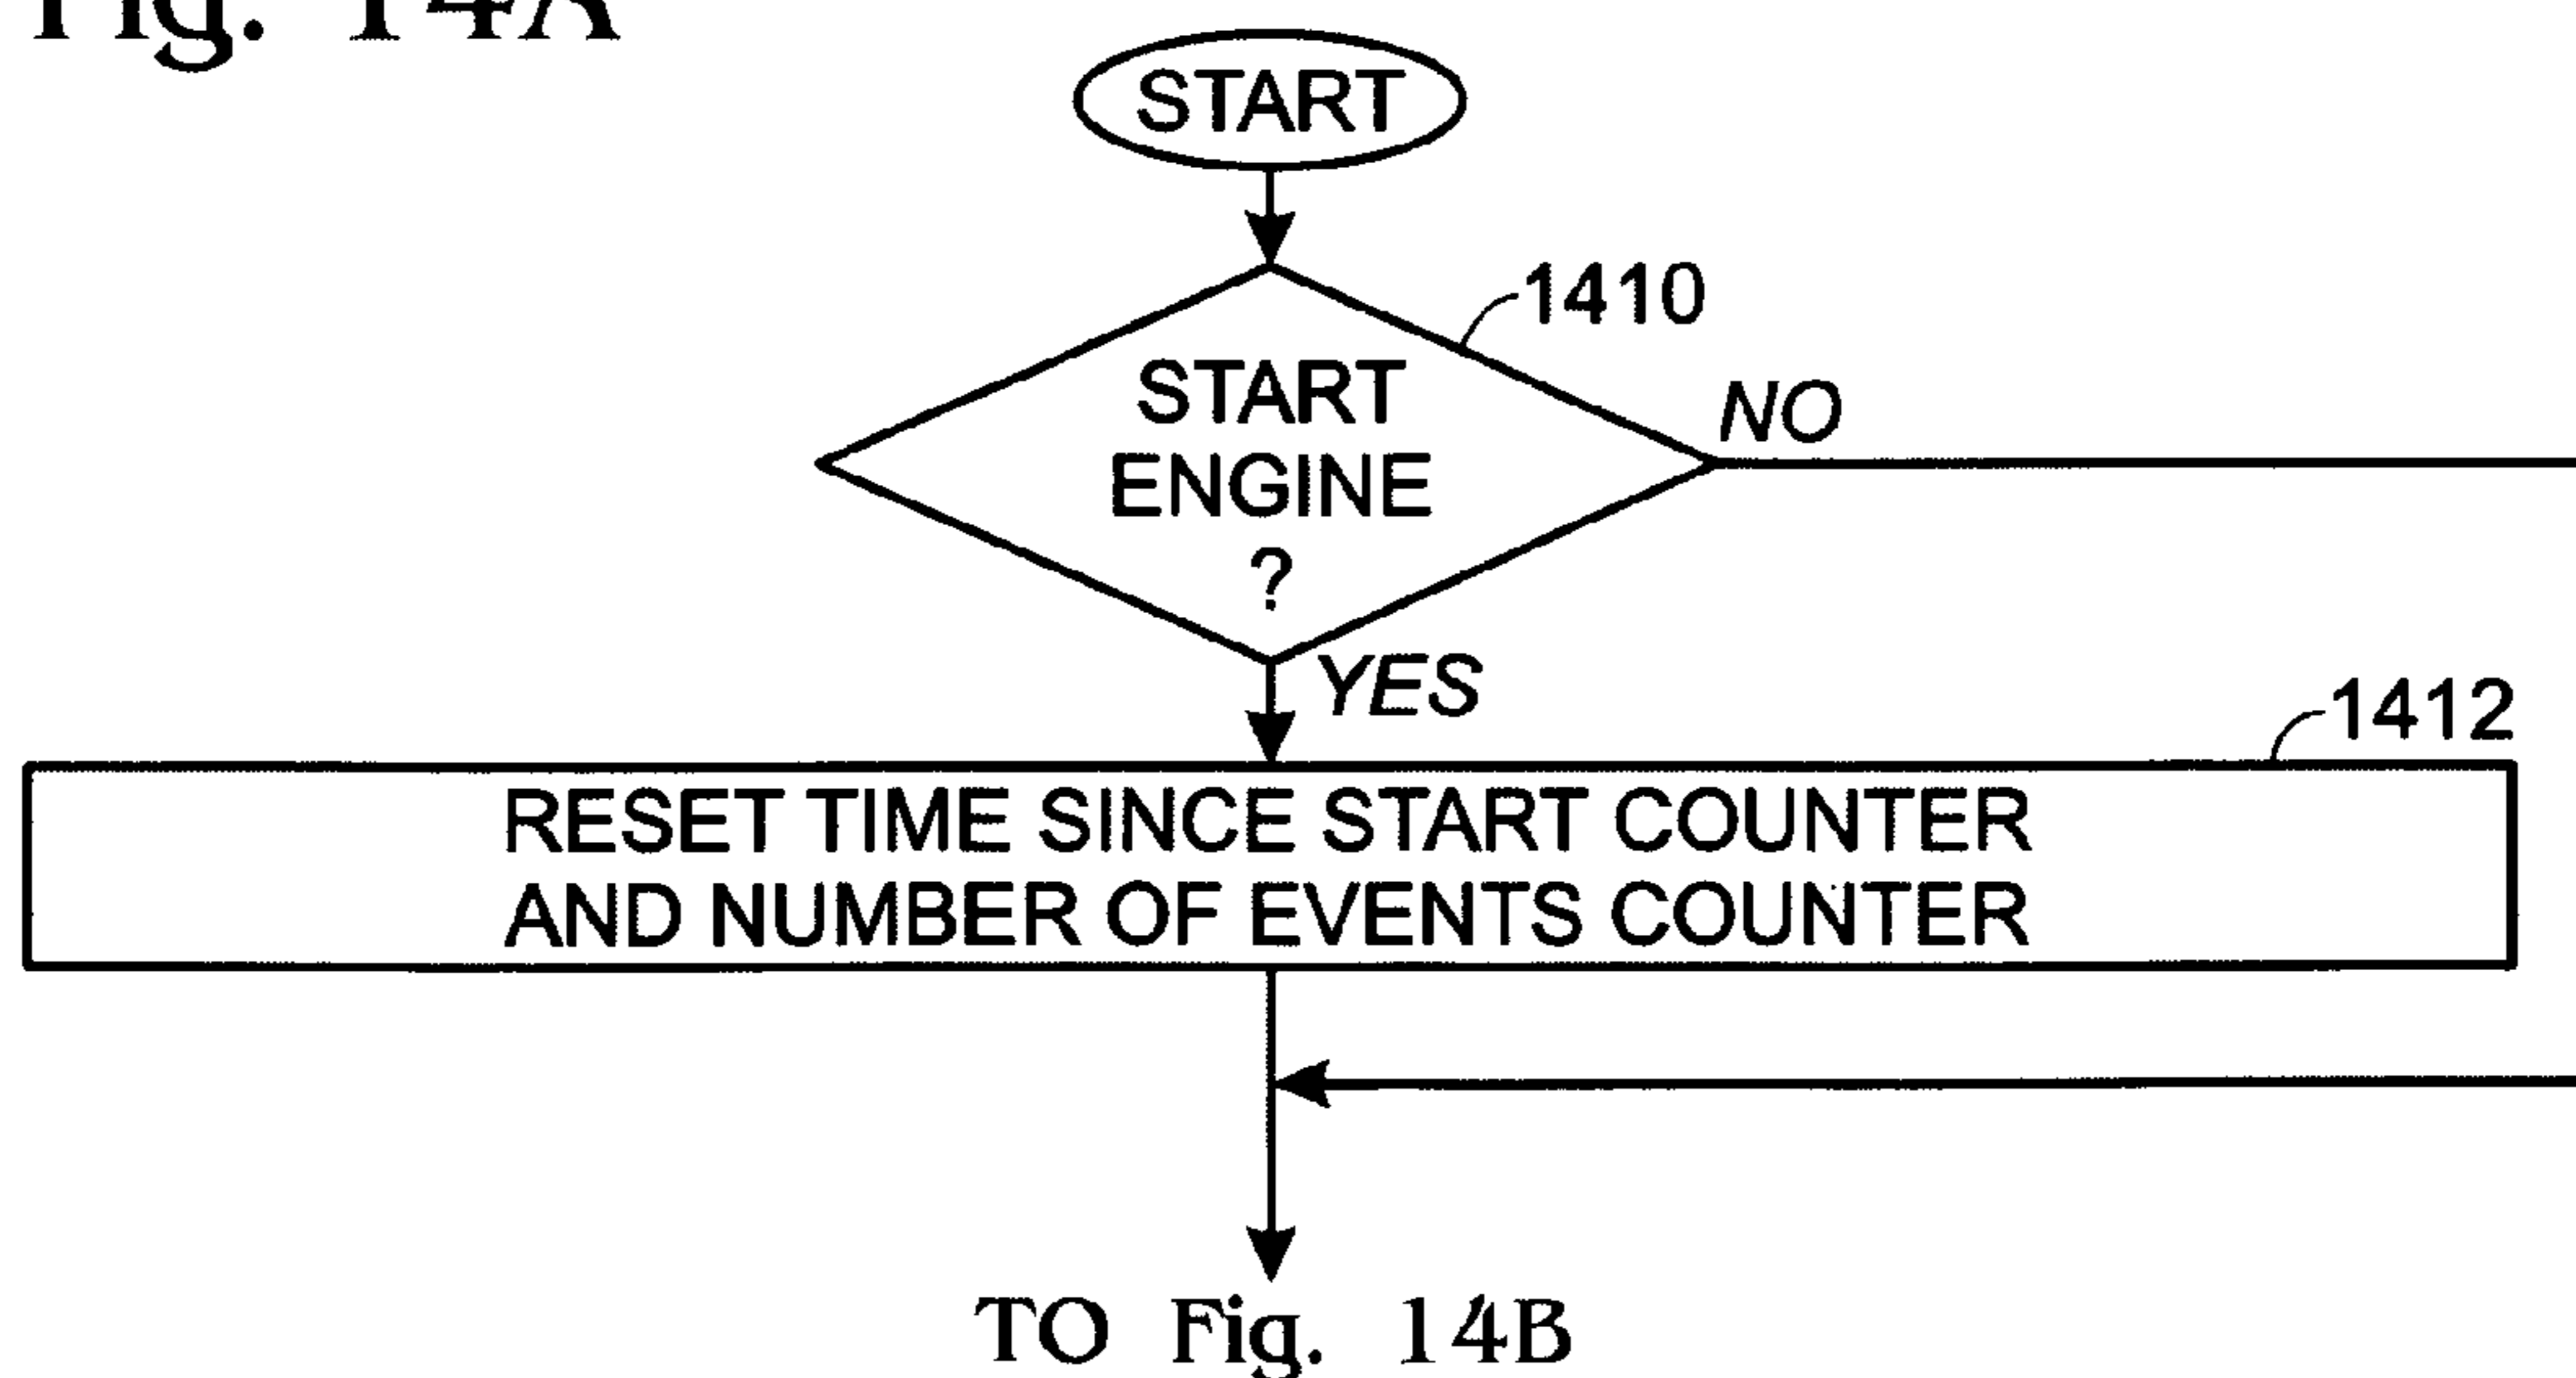 Fig. 14A
START
1410
START
ENGINE
?
NO
YES
1412
RESET TIME SINCE START COUNTER
AND NUMBER OF EVENTS COUNTER
TO Fig. 14B